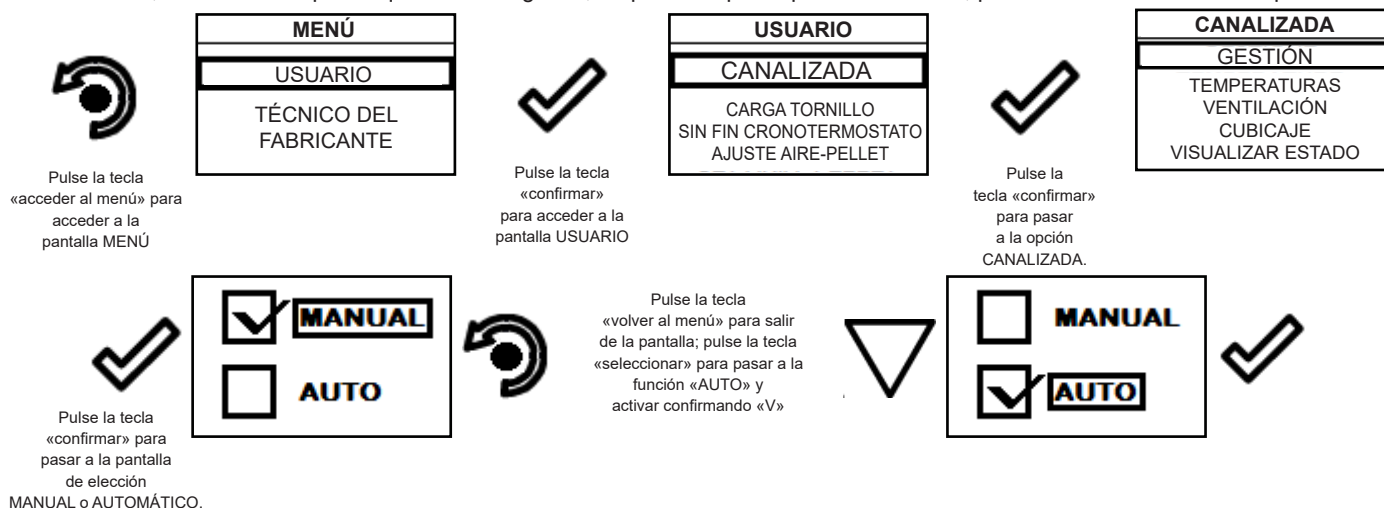 MENÚ
USUARIO
TÉCNICO DEL
FABRICANTE
Pulse la tecla
«acceder al menú» para
acceder a la
pantalla MENÚ
USUARIO
CANALIZADA
CARGA TORNILLO
SIN FIN CRONOTERMOSTATO
AJUSTE AIRE-PELLET
Pulse la tecla
«confirmar»
para acceder a la
pantalla USUARIO
CANALIZADA
GESTIÓN
TEMPERATURAS
VENTILACIÓN
CUBICAJE
VISUALIZAR ESTADO
Pulse la
tecla «confirmar»
para pasar
a la opción
CANALIZADA.
MANUAL
AUTO
Pulse la tecla
«confirmar» para
pasar a la pantalla
de elección
MANUAL o AUTOMÁTICO.
Pulse la tecla
«volver al menú» para salir
de la pantalla; pulse la tecla
«seleccionar» para pasar a la
función «AUTO» y
activar confirmando «V»
MANUAL
AUTO